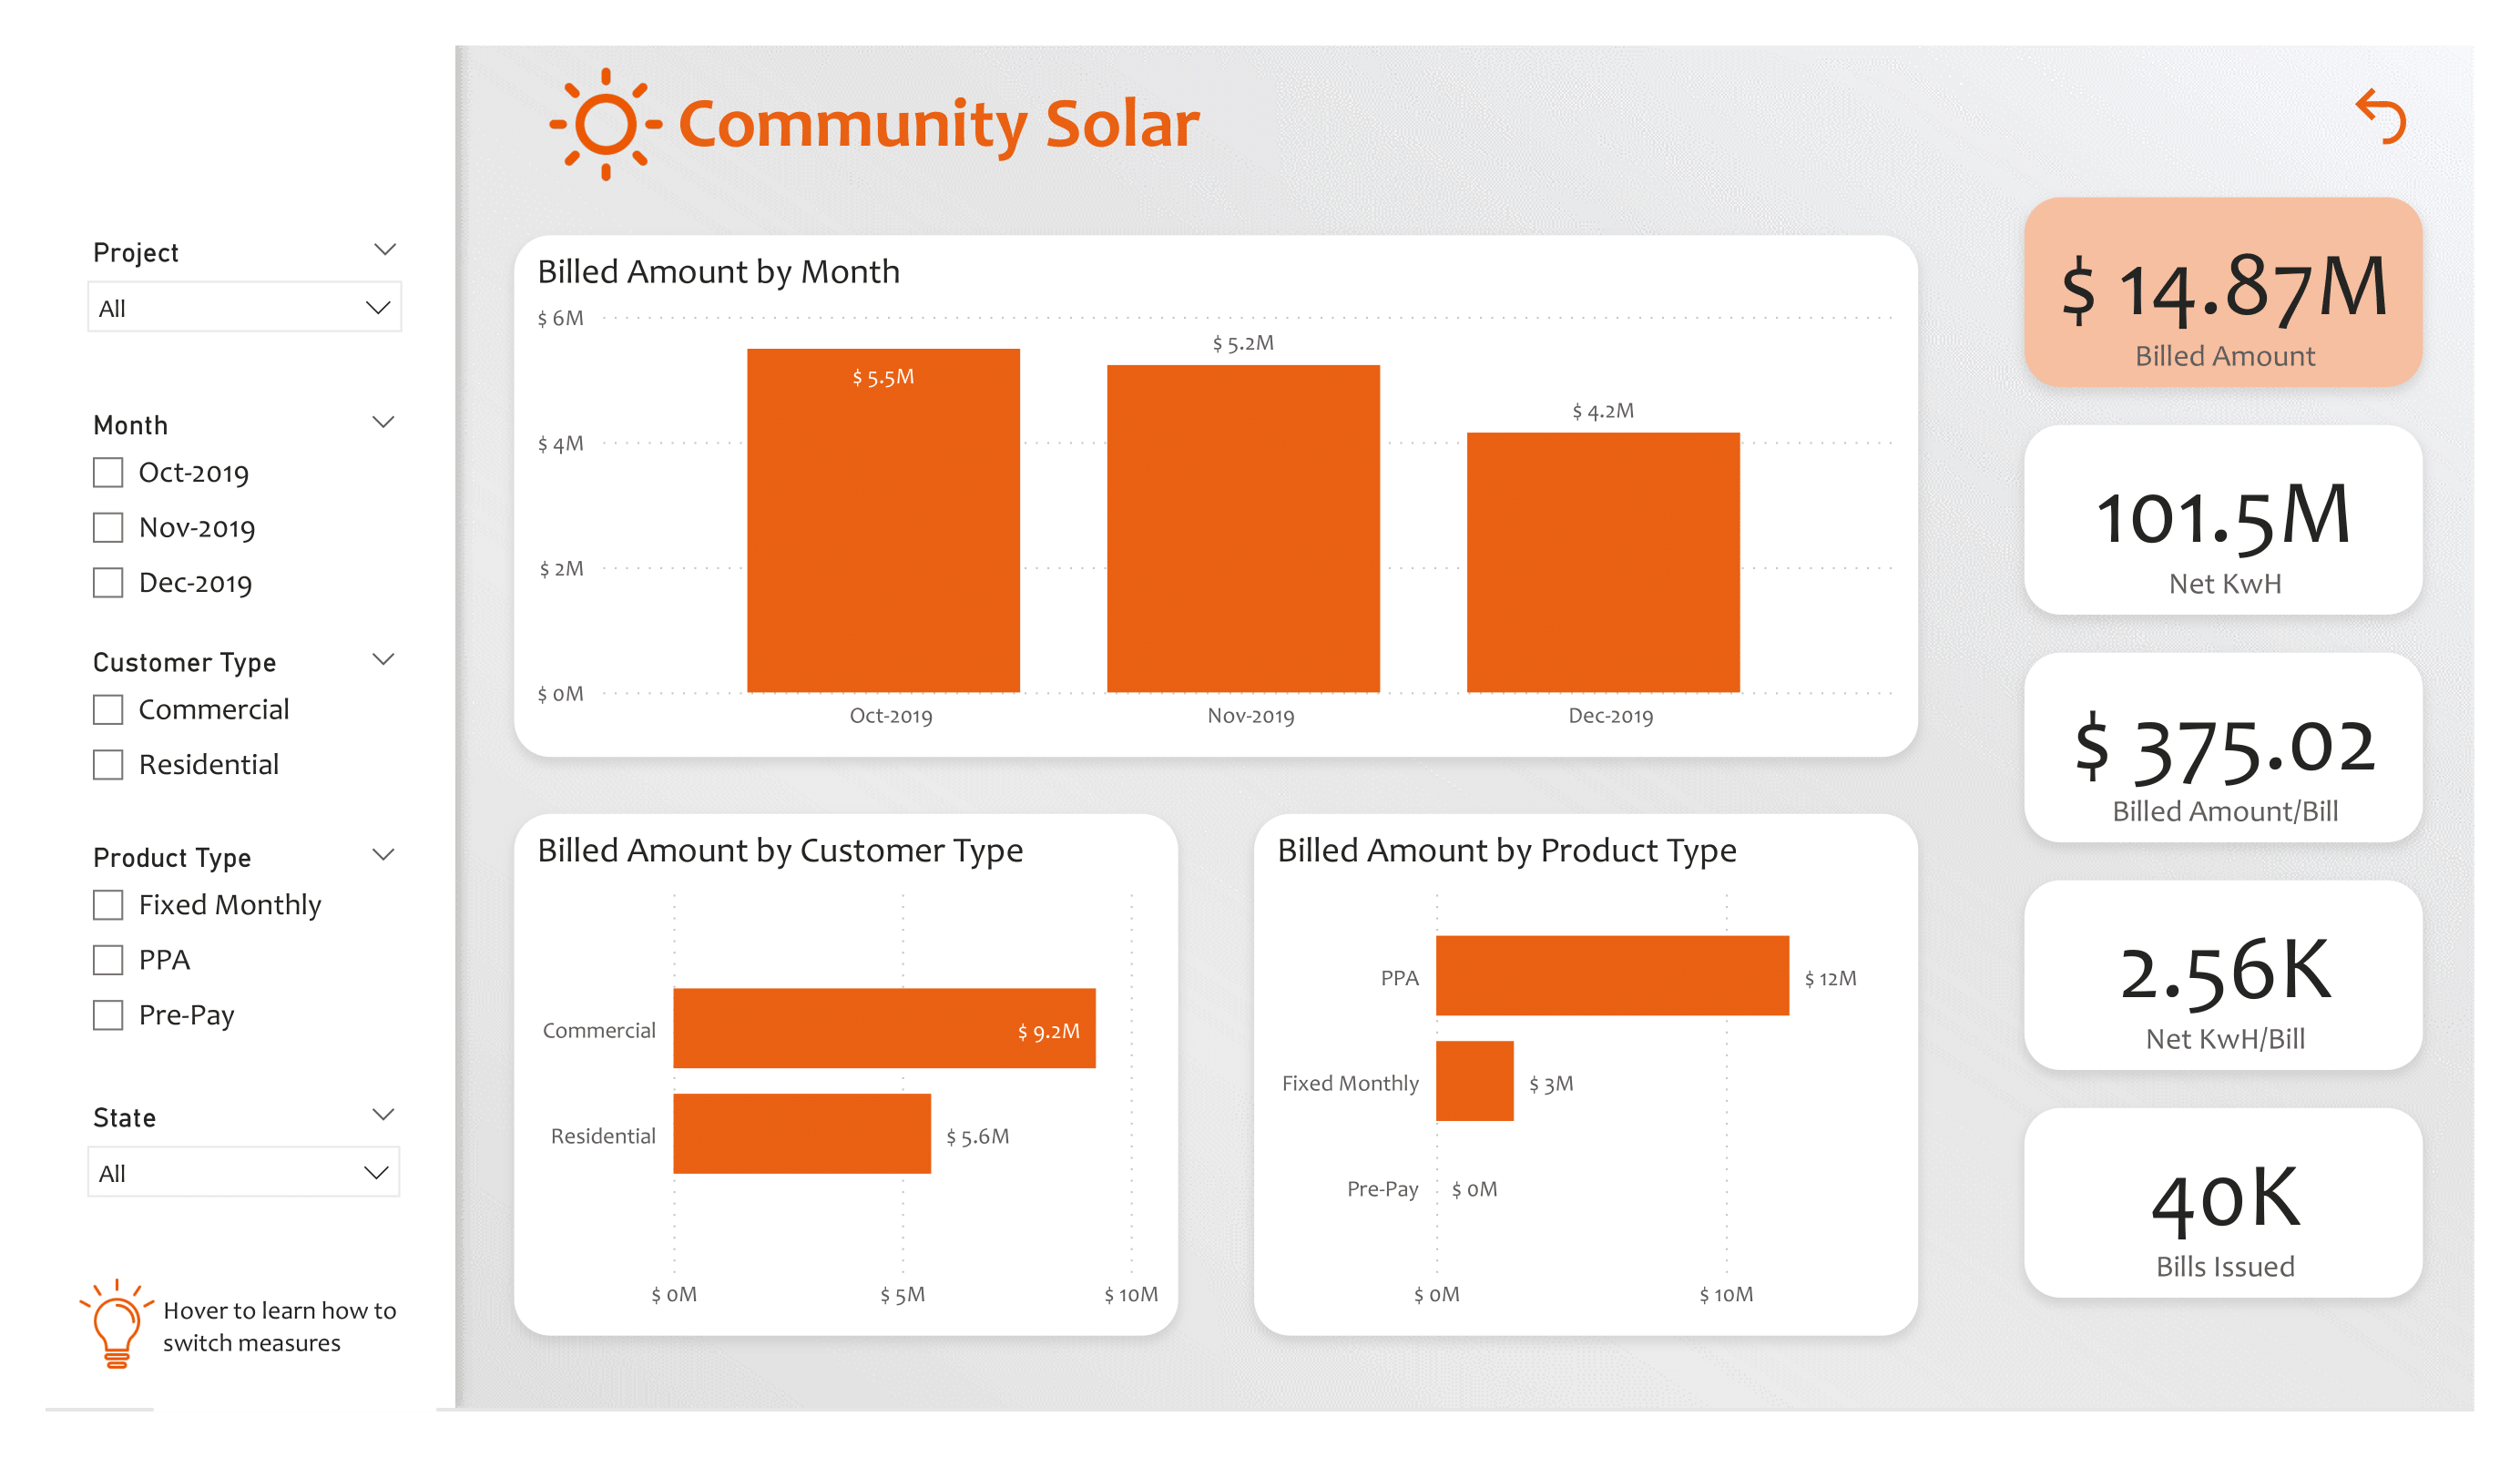 Community Solar
Project
All
Month
Oct-2019
Nov-2019
Dec-2019
Customer Type
Commercial
Residential
Product Type
Fixed Monthly
PPA
Pre-Pay
State
All
Hover to learn how to
switch measures
Billed Amount by Month
$ 6M
$ 4M
$ 2M
$ 0M
$ 5.5M
$ 5.2M
$ 4.2M
Oct-2019
Nov-2019
Dec-2019
Billed Amount by Customer Type
Commercial
$ 9.2M
Residential
$ 5.6M
$ 0M
$ 5M
$ 10M
Billed Amount by Product Type
PPA
$ 12M
Fixed Monthly
$ 3M
Pre-Pay
$ 0M
$ 0M
$ 10M
$ 14.87M
Billed Amount
101.5M
Net KwH
$ 375.02
Billed Amount/Bill
2.56K
Net KwH/Bill
40K
Bills Issued